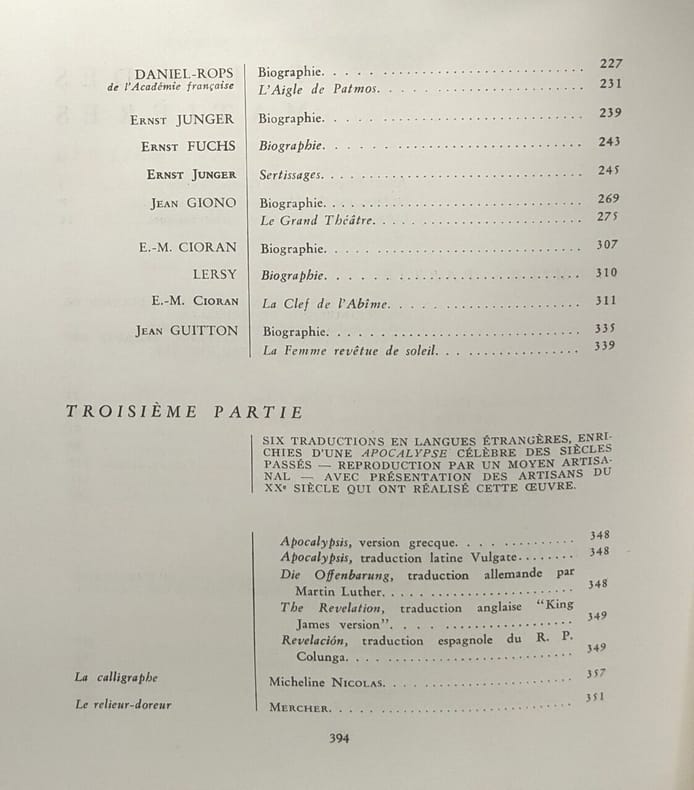 DANIEL-ROPS Biographie. . . . . . . . . . . . . . . . . . . . . . . . . . . . . . 227
de l'Académie française L'Aigle de Patmos. . . . . . . . . . . . . . . . . . . . . . . . 231
ERNST JUNGER Biographie. . . . . . . . . . . . . . . . . . . . . . . . . . . . . . 239
ERNST FUCHS Biographie. . . . . . . . . . . . . . . . . . . . . . . . . . . . . . 243
ERNST JUNGER Sertissages. . . . . . . . . . . . . . . . . . . . . . . . . . . . . . 245
JEAN GIONO Biographie. . . . . . . . . . . . . . . . . . . . . . . . . . . . . . 269
Le Grand Théâtre. . . . . . . . . . . . . . . . . . . . . . . . 275
E.-M. CIORAN Biographie. . . . . . . . . . . . . . . . . . . . . . . . . . . . . . 307
LERSY Biographie. . . . . . . . . . . . . . . . . . . . . . . . . . . . . . 310
E.-M. CIORAN La Clef de l'Abîme. . . . . . . . . . . . . . . . . . . . . . . 311
JEAN GUITTON Biographie. . . . . . . . . . . . . . . . . . . . . . . . . . . . . . 335
La Femme revêtue de soleil. . . . . . . . . . . . . . . . . 339
TROISIÈME PARTIE
SIX TRADUCTIONS EN LANGUES ÉTRANGÈRES, ENRI-
CHIES D'UNE APOCALYPSE CÉLÈBRE DES SIÈCLES
PASSÉS — REPRODUCTION PAR UN MOYEN ARTISA-
NAL — AVEC PRÉSENTATION DES ARTISANS DU
XXe SIÈCLE QUI ONT RÉALISÉ CETTE ŒUVRE.
Apocalypsis, version grecque. . . . . . . . . . . . . . . 348
Apocalypsis, traduction latine Vulgate. . . . . . . . 348
Die Offenbarung, traduction allemande par
Martin Luther. . . . . . . . . . . . . . . . . . . . . . . . 348
The Revelation, traduction anglaise “King
James version”. . . . . . . . . . . . . . . . . . . . . . . 349
Revelación, traduction espagnole du R. P.
Colunga. . . . . . . . . . . . . . . . . . . . . . . . . . . . 349
La calligraphe Micheline NICOLAS. . . . . . . . . . . . . . . . . . . . . . . . 357
Le relieur-doreur MERCHER. . . . . . . . . . . . . . . . . . . . . . . . . . . . . . 351
394